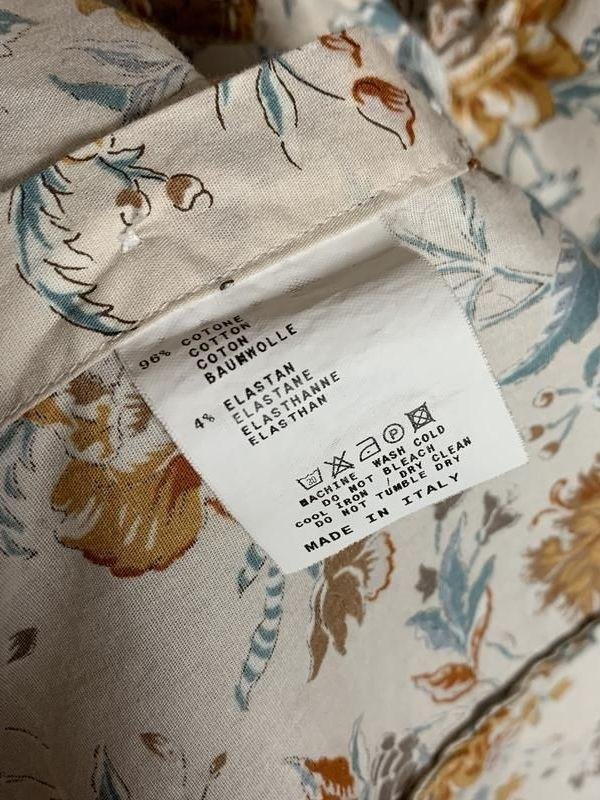 96% COTONE
COTTON
COTON
BAUMWOLLE
4% ELASTAN
ELASTANE
ELASTHANNE
ELASTHAN
30 P
MACHINE WASH COLD
DO NOT BLEACH
COOL IRON / DRY CLEAN
DO NOT TUMBLE DRY
MADE IN ITALY